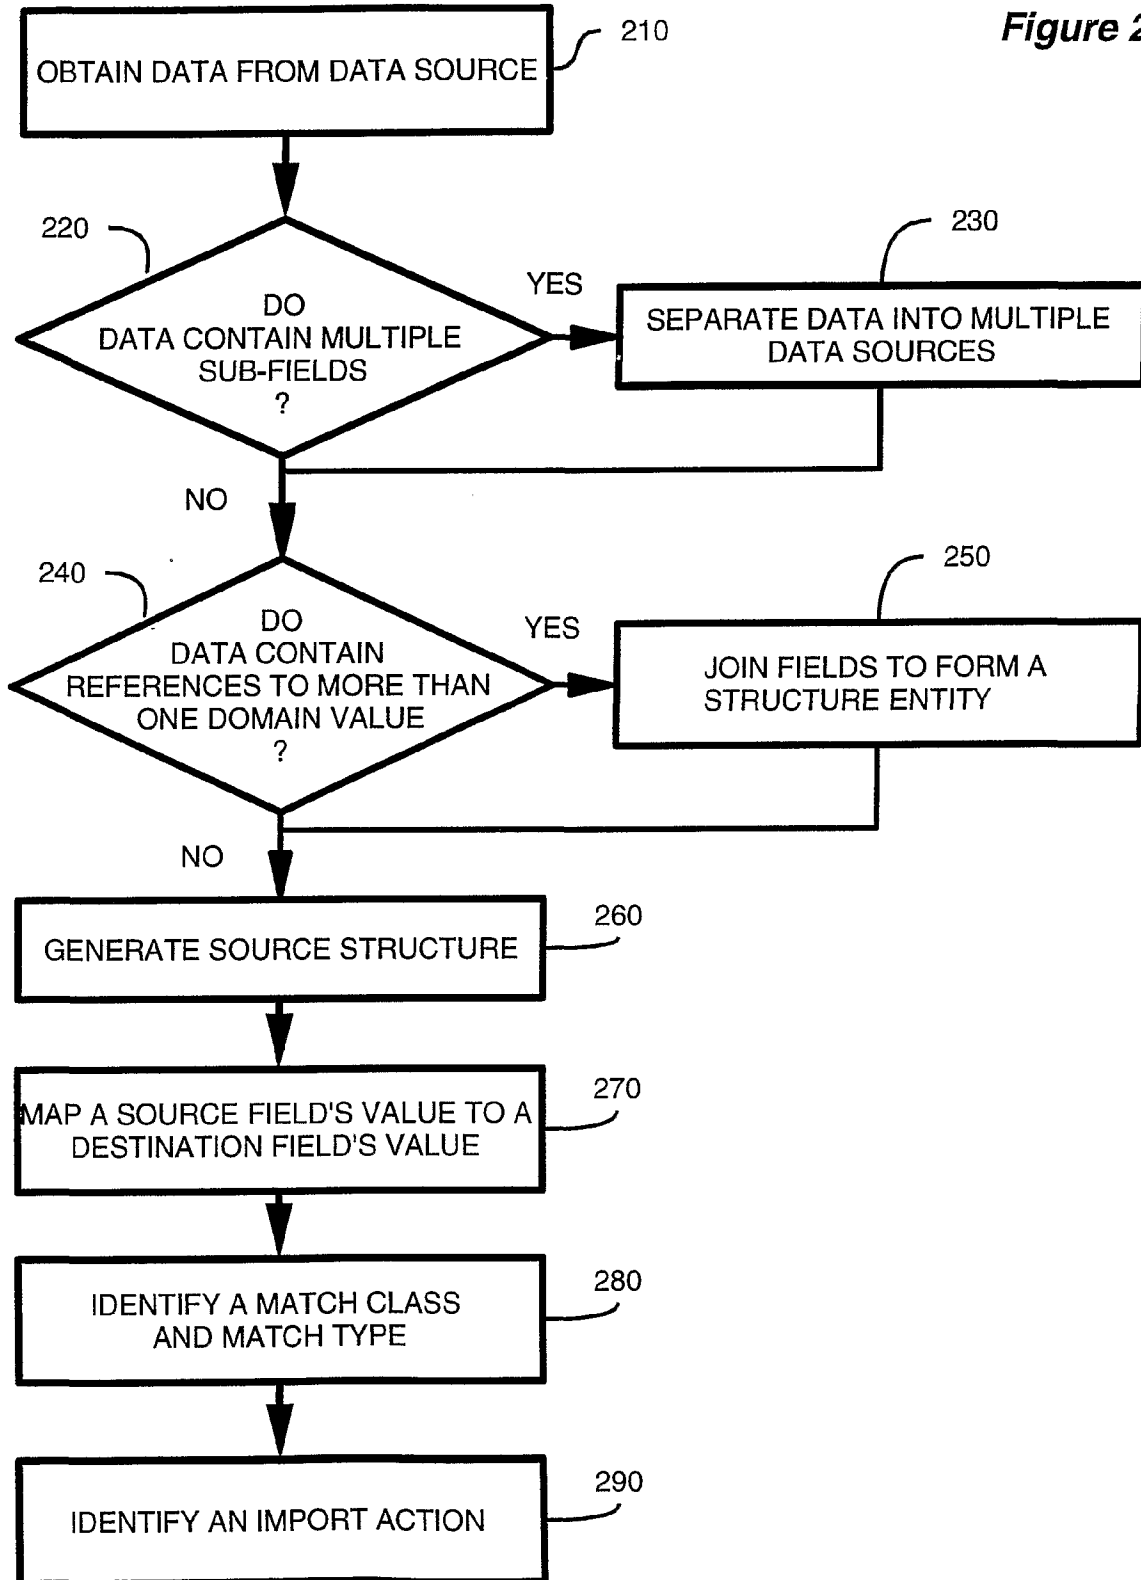 Figure 2
210
OBTAIN DATA FROM DATA SOURCE
220
DO
DATA CONTAIN MULTIPLE
SUB-FIELDS
?
YES
230
SEPARATE DATA INTO MULTIPLE
DATA SOURCES
NO
240
DO
DATA CONTAIN
REFERENCES TO MORE THAN
ONE DOMAIN VALUE
?
YES
250
JOIN FIELDS TO FORM A
STRUCTURE ENTITY
NO
260
GENERATE SOURCE STRUCTURE
270
MAP A SOURCE FIELD'S VALUE TO A
DESTINATION FIELD'S VALUE
280
IDENTIFY A MATCH CLASS
AND MATCH TYPE
290
IDENTIFY AN IMPORT ACTION